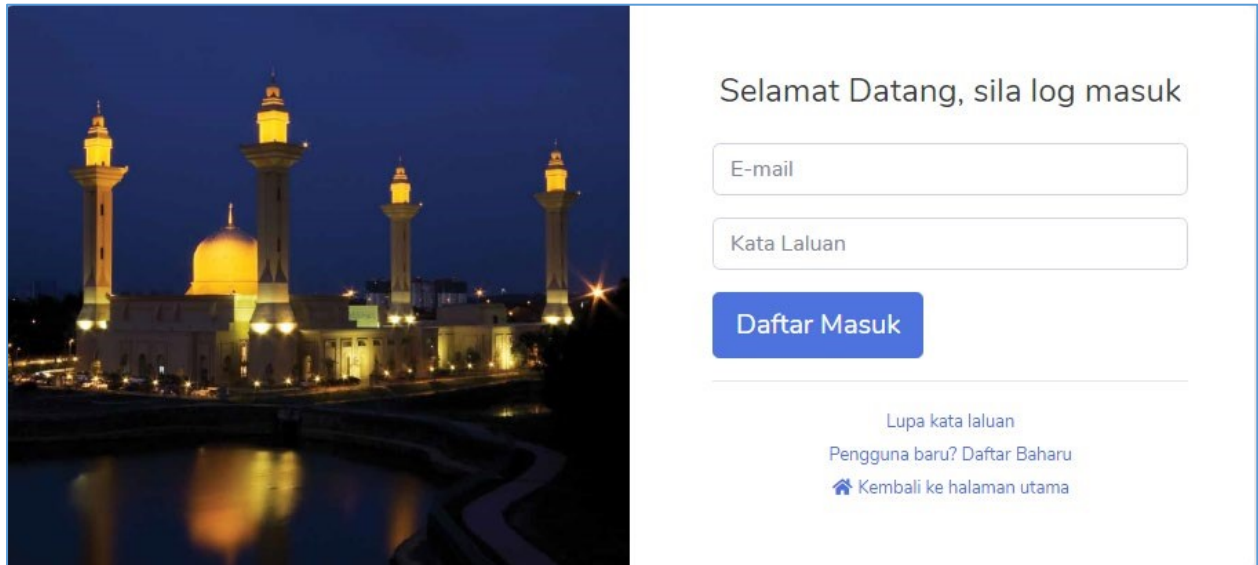 Selamat Datang, sila log masuk
E-mail
Kata Laluan
Daftar Masuk
Lupa kata laluan
Pengguna baru? Daftar Baharu
Kembali ke halaman utama